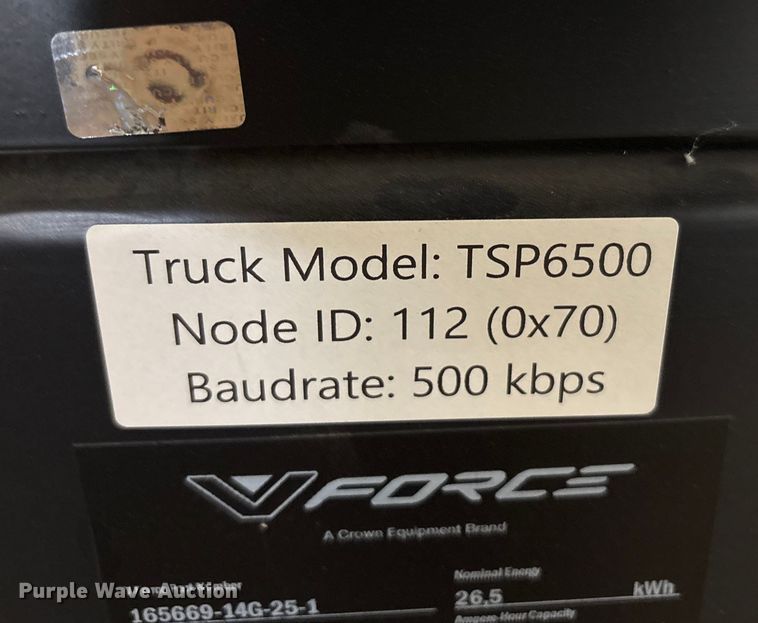 Truck Model: TSP6500
Node ID: 112 (0x70)
Baudrate: 500 kbps
V FORCE
A Crown Equipment Brand
Nominal Energy
26,5 kWh
165669-14G-25-1
Ampere Hour Capacity
Purple Wave Auction